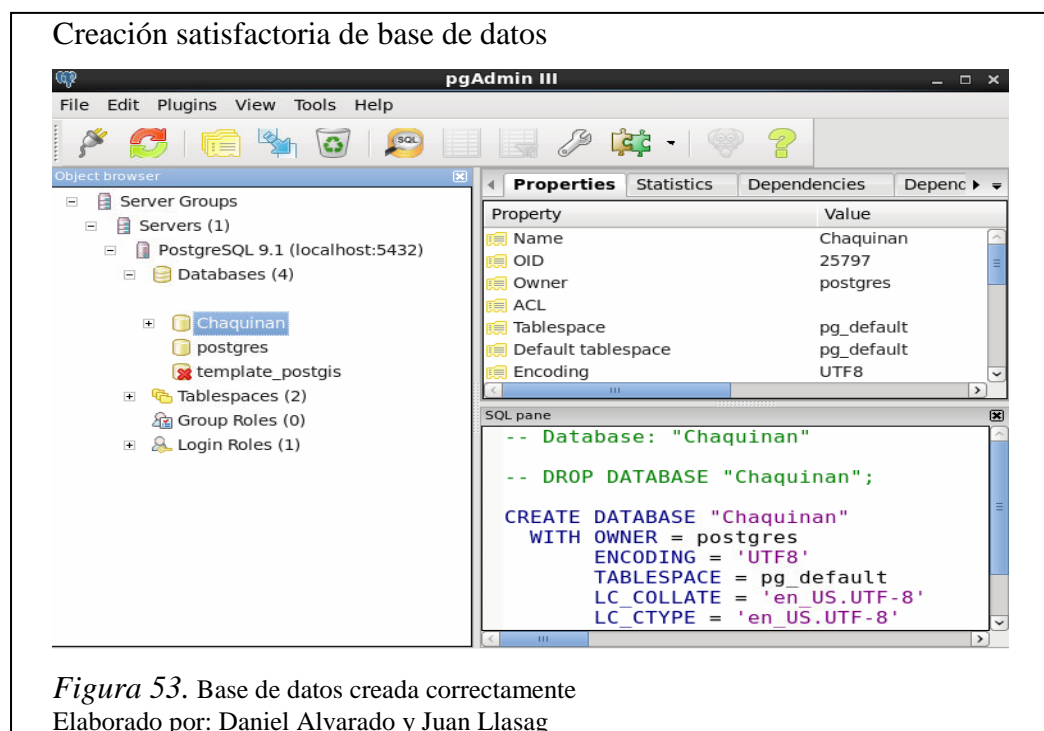 Creación satisfactoria de base de datos
pgAdmin III
File Edit Plugins View Tools Help
SQL
Object browser
Server Groups
Servers (1)
PostgreSQL 9.1 (localhost:5432)
Databases (4)
Chaquinan
postgres
template_postgis
Tablespaces (2)
Group Roles (0)
Login Roles (1)
Properties Statistics Dependencies Depenc
Property Value
Name Chaquinan
OID 25797
Owner postgres
ACL
Tablespace pg_default
Default tablespace pg_default
Encoding UTF8
SQL pane
-- Database: "Chaquinan"
-- DROP DATABASE "Chaquinan";
CREATE DATABASE "Chaquinan"
WITH OWNER = postgres
ENCODING = 'UTF8'
TABLESPACE = pg_default
LC_COLLATE = 'en_US.UTF-8'
LC_CTYPE = 'en_US.UTF-8'
Figura 53. Base de datos creada correctamente
Elaborado por: Daniel Alvarado y Juan Llasag